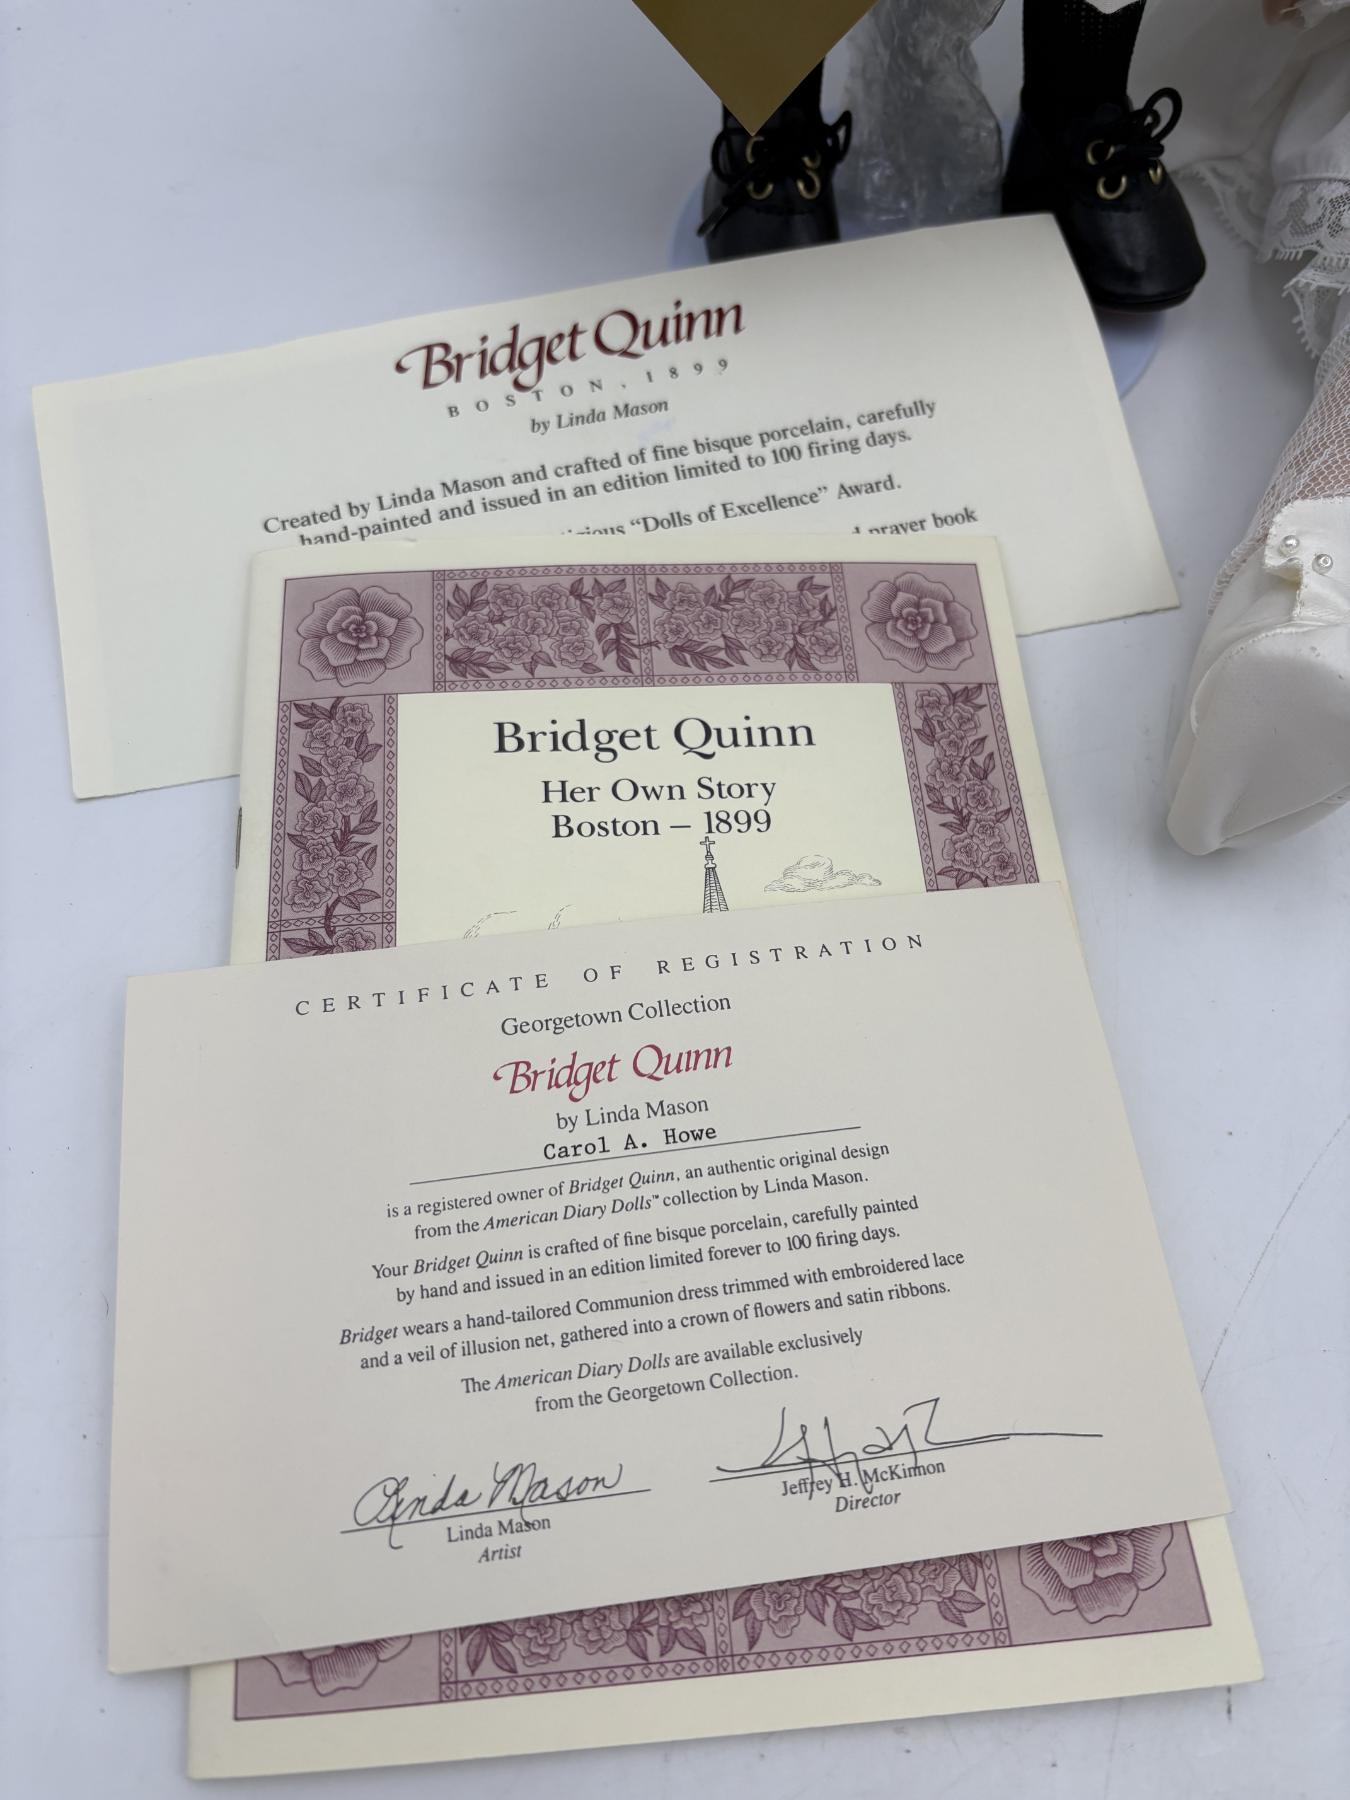 Bridget Quinn
BOSTON, 1899
by Linda Mason
Created by Linda Mason and crafted of fine bisque porcelain, carefully
hand-painted and issued in an edition limited to 100 firing days.
"Dolls of Excellence" Award.
prayer book
Bridget Quinn
Her Own Story
Boston – 1899
CERTIFICATE OF REGISTRATION
Georgetown Collection
Bridget Quinn
by Linda Mason
Carol A. Howe
is a registered owner of Bridget Quinn, an authentic original design
from the American Diary Dolls™ collection by Linda Mason.
Your Bridget Quinn is crafted of fine bisque porcelain, carefully painted
by hand and issued in an edition limited forever to 100 firing days.
Bridget wears a hand-tailored Communion dress trimmed with embroidered lace
and a veil of illusion net, gathered into a crown of flowers and satin ribbons.
The American Diary Dolls are available exclusively
from the Georgetown Collection.
Linda Mason
Linda Mason
Artist
Jeffrey H. McKinnon
Director